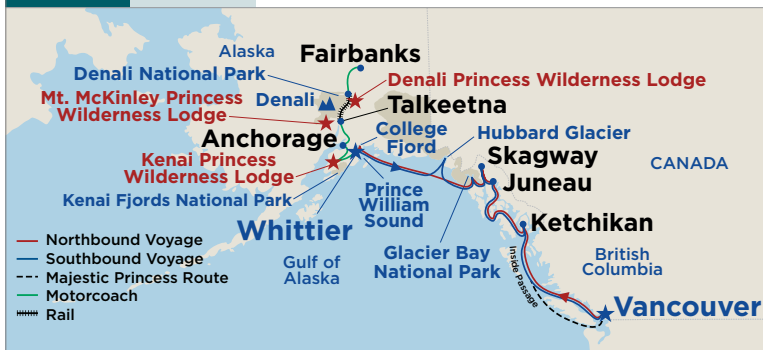 Alaska
Fairbanks
Denali National Park
Denali Princess Wilderness Lodge
Mt. McKinley Princess
Wilderness Lodge
Denali
Talkeetna
Anchorage
College
Fjord
Hubbard Glacier
Kenai Princess
Wilderness Lodge
Skagway
CANADA
Juneau
Kenai Fjords National Park
Prince
William
Sound
Whittier
Ketchikan
Glacier Bay
National Park
Gulf of
Alaska
British
Columbia
Inside Passage
Vancouver
Northbound Voyage
Southbound Voyage
Majestic Princess Route
Motorcoach
Rail